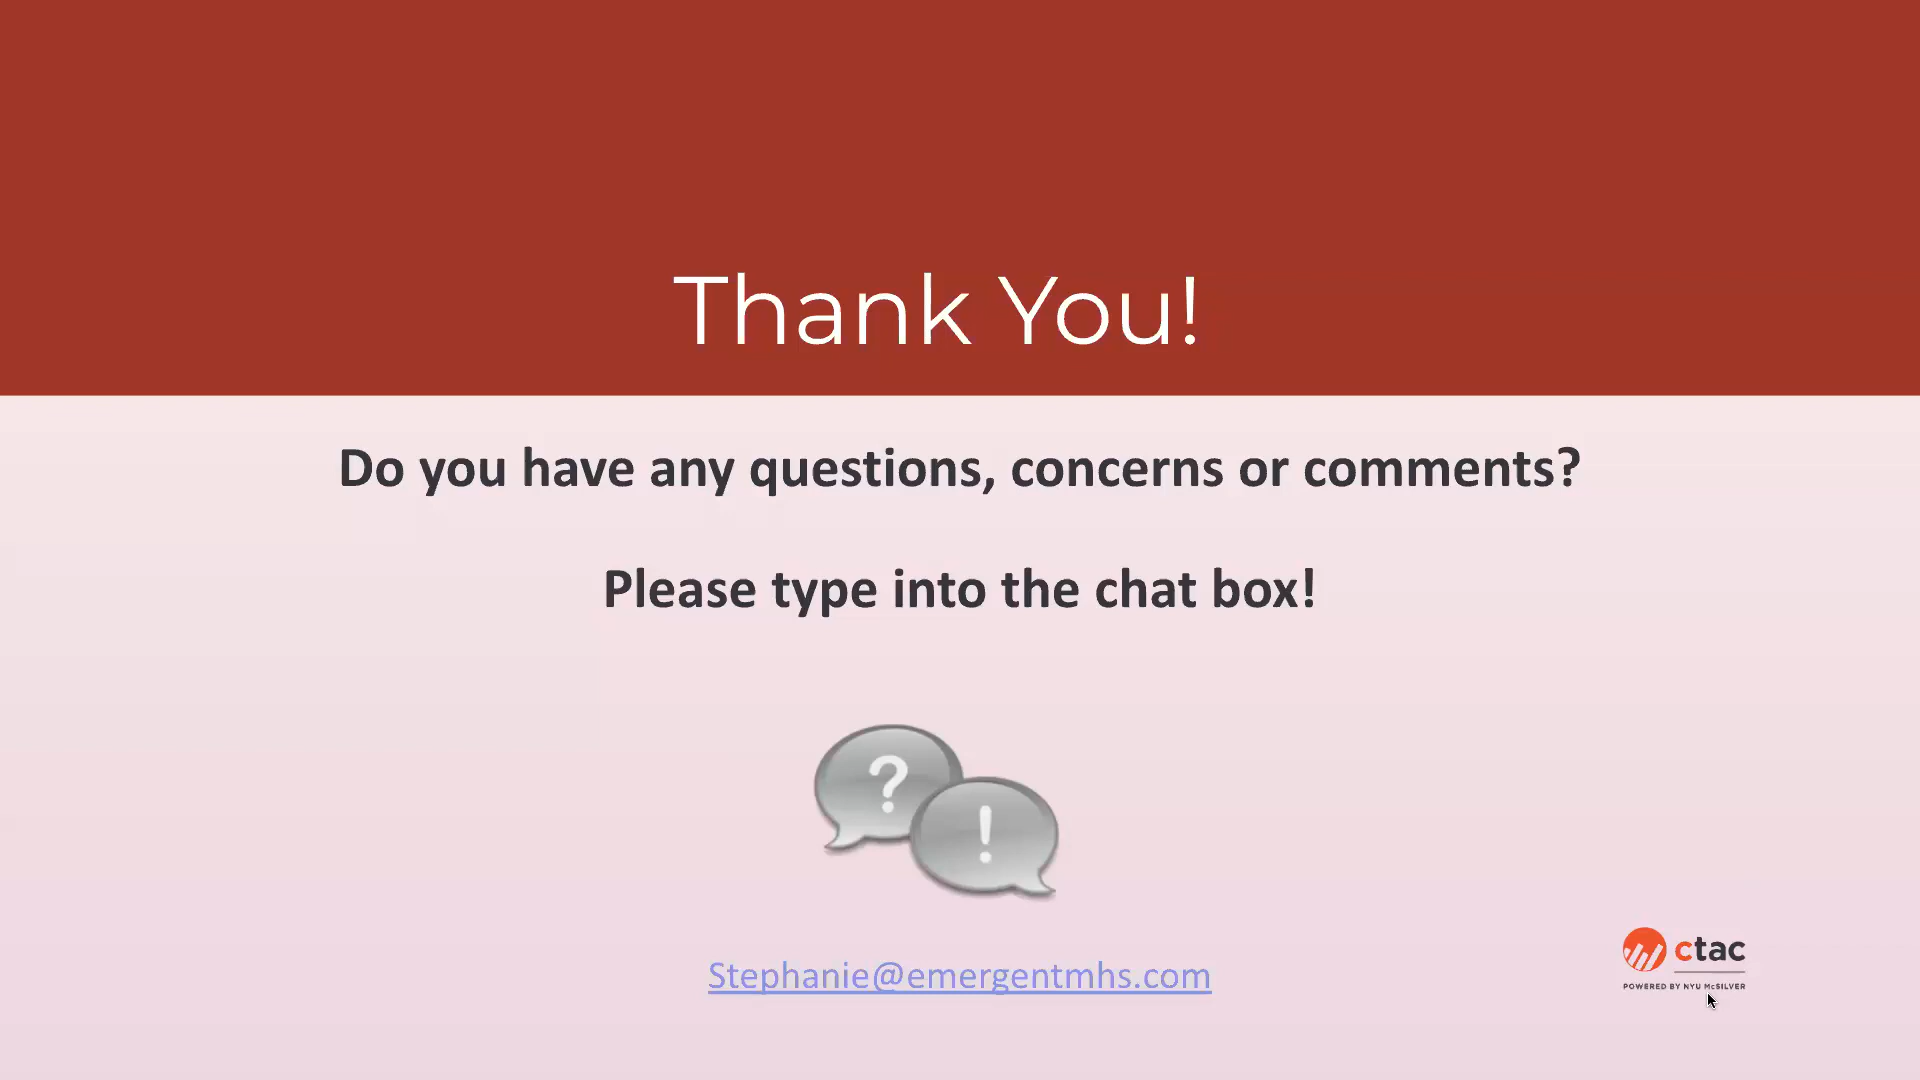 Thank You!
Do you have any questions, concerns or comments?
Please type into the chat box!
?
!
Stephanie@emergentmhs.com
ctac
POWERED BY NYU McSILVER